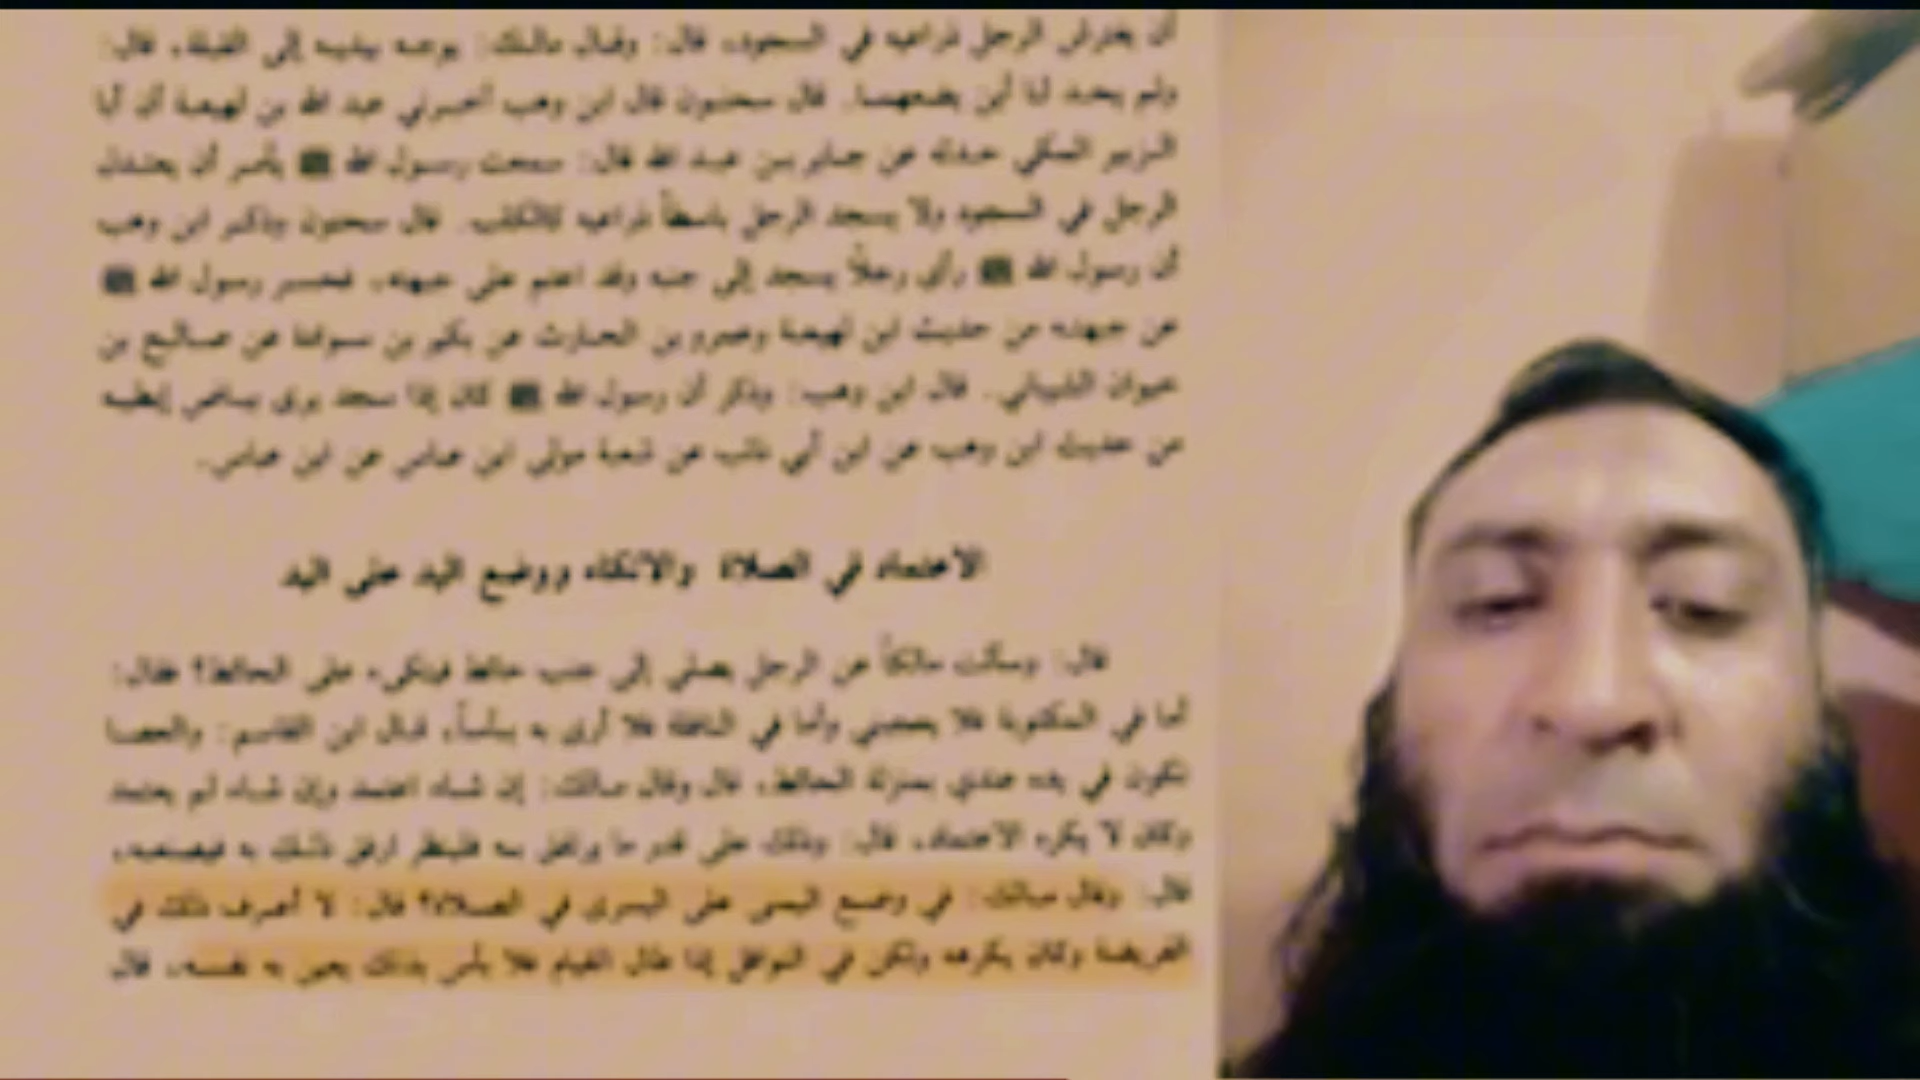 أن يفترش الرجل ذراعيه في السجود، قال: وقال مالك: يوجه بيديه إلى القبلة، قال:
ولم يحد لنا أين يضعهما. قال سحنون قال ابن وهب أخبرني عبد الله بن لهيعة أن أبا
الزبير المكي حدثه عن جابر بن عبد الله قال: سمعت رسول الله ﷺ يأمر أن يعتدل
الرجل في السجود ولا يسجد الرجل باسطاً ذراعيه كالكلب. قال سحنون وذكر ابن وهب
أن رسول الله ﷺ رأى رجلاً يسجد إلى جنبه وقد اعتم على جبهته، فحسر رسول الله ﷺ
عن جبهته من حديث ابن لهيعة وعمرو بن الحارث عن بكر بن سوادة عن صالح بن
خيوان الشيباني. قال ابن وهب: وذكر أن رسول الله ﷺ كان إذا سجد يرى بياض إبطيه
من حديث ابن وهب عن ابن أبي ذئب عن شعبة مولى ابن عباس عن ابن عباس.
الاعتماد في الصلاة والاتكاء ووضع اليد على اليد
قال: وسألت مالكاً عن الرجل يصلي إلى جنب حائط فيتكىء على الحائط؟ فقال:
أما في المكتوبة فلا يعجبني وأما في النافلة فلا أرى به بأساً، قال ابن القاسم: والعصا
تكون في يده عندي بمنزلة الحائط، قال وقال مالك: إن شاء اعتمد وإن شاء لم يعتمد
وكان لا يكره الاعتماد، قال: وذلك على قدر ما يرتفق به فلينظر أرفق ذلك به فيصنعه،
قال: وقال مالك: في وضع اليمنى على اليسرى في الصلاة؟ قال: لا أعرف ذلك في
الفريضة وكان يكرهه ولكن في النوافل إذا طال القيام فلا بأس بذلك يعين به نفسه، قال